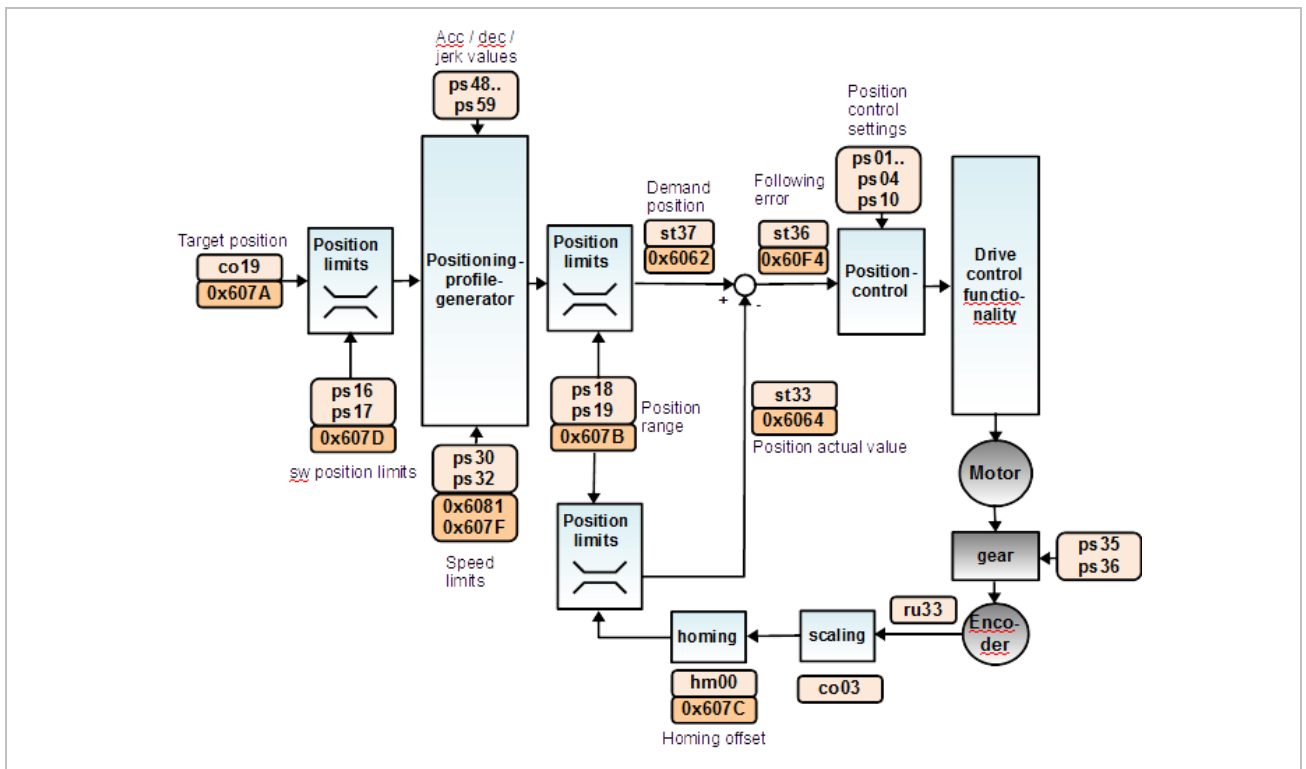 Acc / dec /
jerk values
ps48..
ps59
Position
control
settings
ps01..
ps04
ps10
Target position
co19
0x607A
Position
limits
Positioning-
profile-
generator
Position
limits
Demand
position
st37
0x6062
Following
error
st36
0x60F4
Position-
control
Drive
control
functio-
nality
+
-
ps16
ps17
0x607D
sw position limits
ps30
ps32
0x6081
0x607F
Speed
limits
ps18
ps19
0x607B
Position
range
st33
0x6064
Position actual value
Motor
Position
limits
gear
ps35
ps36
ru33
Enco-
der
homing
scaling
hm00
0x607C
co03
Homing offset